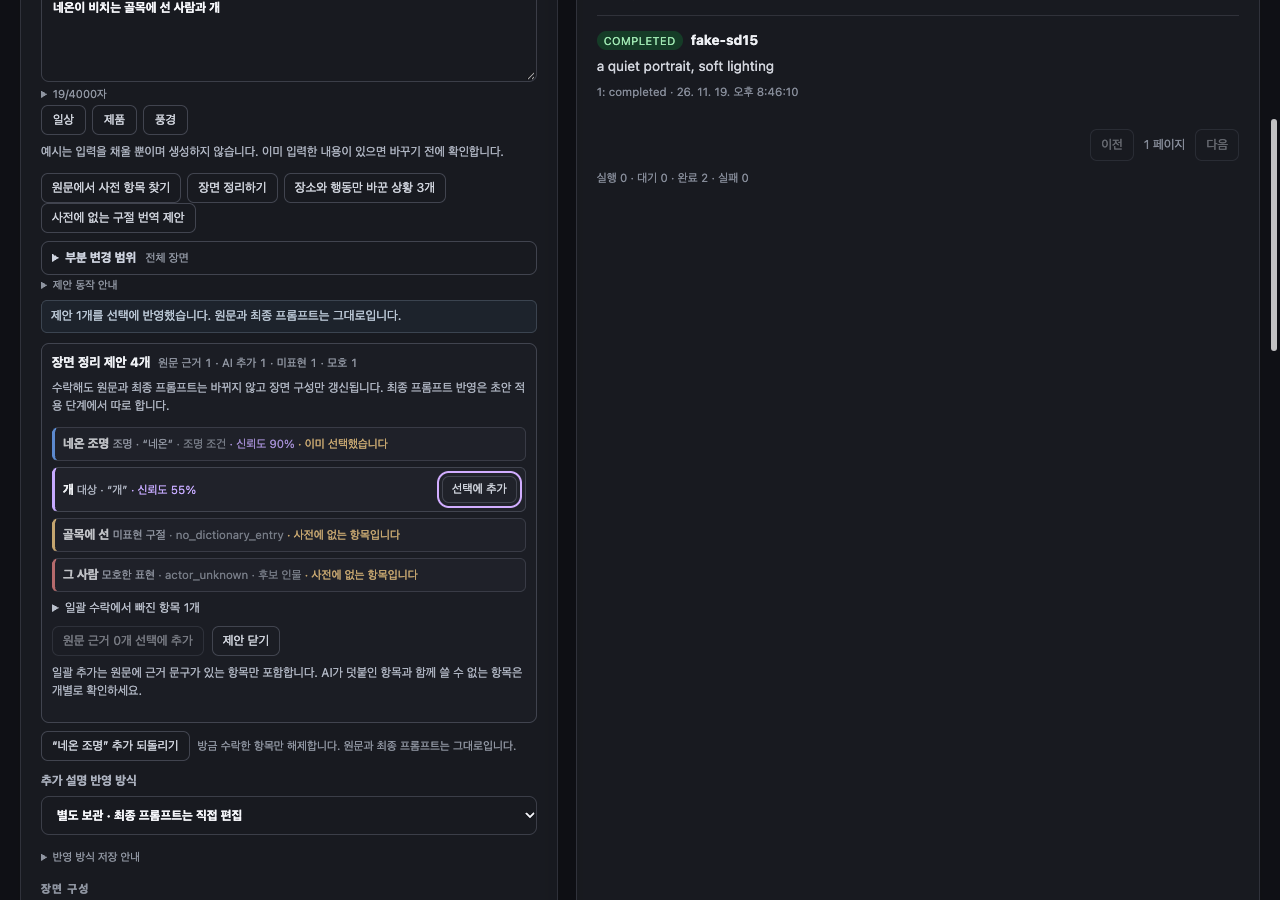 네온이 비치는 골목에 선 사람과 개
▶ 19/4000자
일상 제품 풍경
예시는 입력을 채울 뿐이며 생성하지 않습니다. 이미 입력한 내용이 있으면 바꾸기 전에 확인합니다.
원문에서 사전 항목 찾기 장면 정리하기 장소와 행동만 바꾼 상황 3개
사전에 없는 구절 번역 제안
▶ 부분 변경 범위 전체 장면
▶ 제안 동작 안내
제안 1개를 선택에 반영했습니다. 원문과 최종 프롬프트는 그대로입니다.
장면 정리 제안 4개 원문 근거 1 · AI 추가 1 · 미표현 1 · 모호 1
수락해도 원문과 최종 프롬프트는 바뀌지 않고 장면 구성만 갱신됩니다. 최종 프롬프트 반영은 초안 적
용 단계에서 따로 합니다.
네온 조명 조명 · “네온” · 조명 조건 · 신뢰도 90% · 이미 선택했습니다
개 대상 · “개” · 신뢰도 55% 선택에 추가
골목에 선 미표현 구절 · no_dictionary_entry · 사전에 없는 항목입니다
그 사람 모호한 표현 · actor_unknown · 후보 인물 · 사전에 없는 항목입니다
▶ 일괄 수락에서 빠진 항목 1개
원문 근거 0개 선택에 추가 제안 닫기
일괄 추가는 원문에 근거 문구가 있는 항목만 포함합니다. AI가 덧붙인 항목과 함께 쓸 수 없는 항목은
개별로 확인하세요.
“네온 조명” 추가 되돌리기 방금 수락한 항목만 해제합니다. 원문과 최종 프롬프트는 그대로입니다.
추가 설명 반영 방식
별도 보관 · 최종 프롬프트는 직접 편집
▶ 반영 방식 저장 안내
장면 구성
COMPLETED fake-sd15
a quiet portrait, soft lighting
1: completed · 26. 11. 19. 오후 8:46:10
이전 1 페이지 다음
실행 0 · 대기 0 · 완료 2 · 실패 0